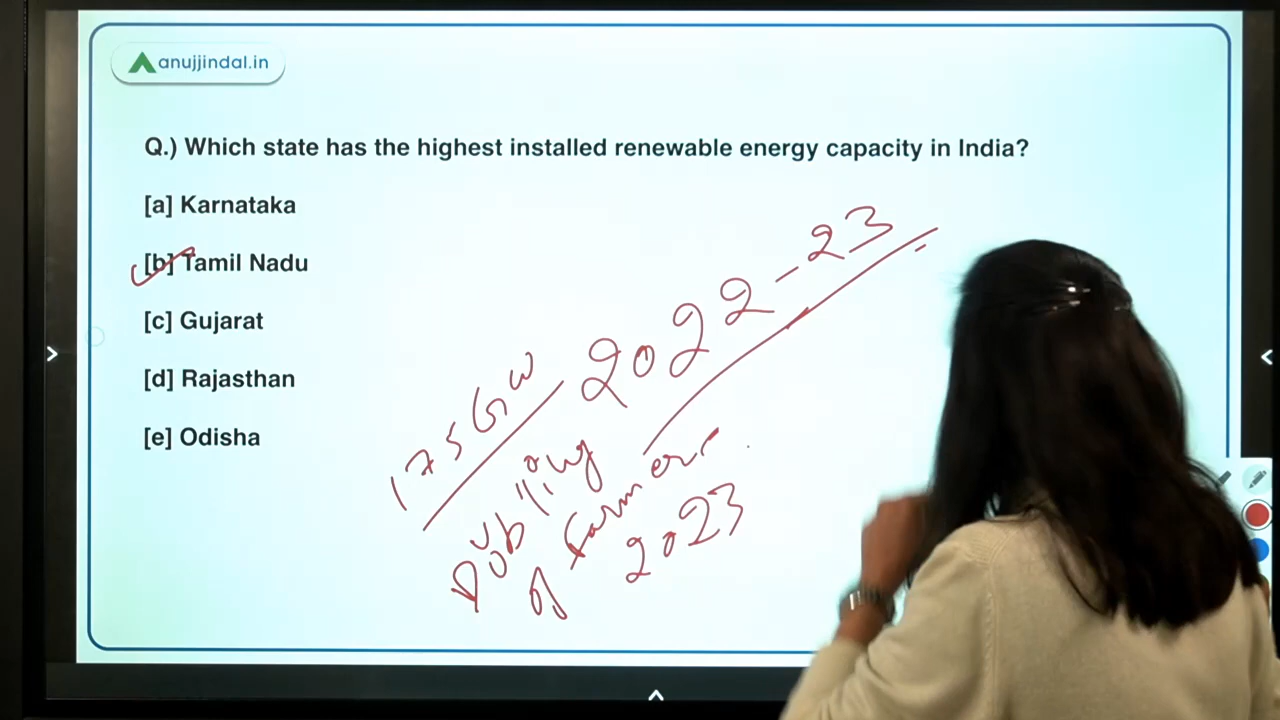 anujjindal.in
Q.) Which state has the highest installed renewable energy capacity in India?
[a] Karnataka
[b] Tamil Nadu
[c] Gujarat
[d] Rajasthan
[e] Odisha
175 GW
2022-23
Doubling
of farmers
2023